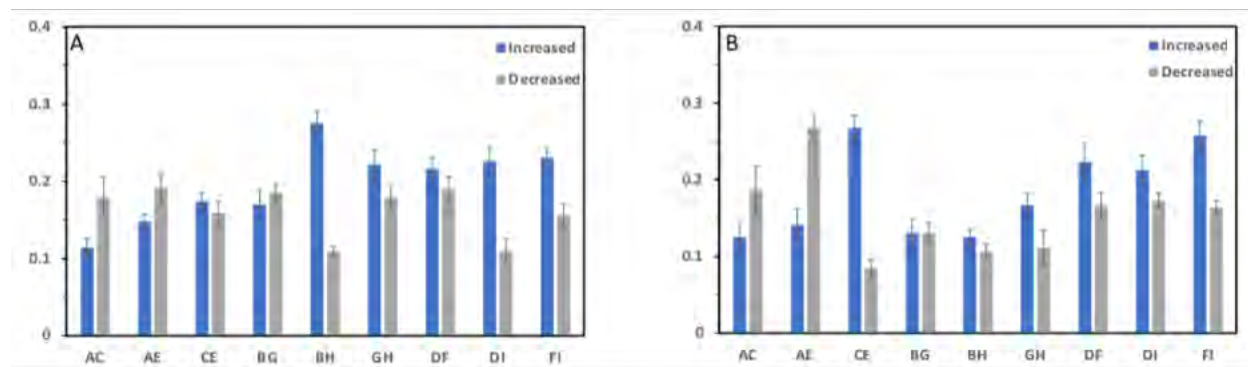 0.4
A
Increased
Decreased
0.3
0.2
0.1
0
AC AE CE BG BH GH DF DI FI
0.4
B
Increased
Decreased
0.3
0.2
0.1
0
AC AE CE BG BH GH DF DI FI